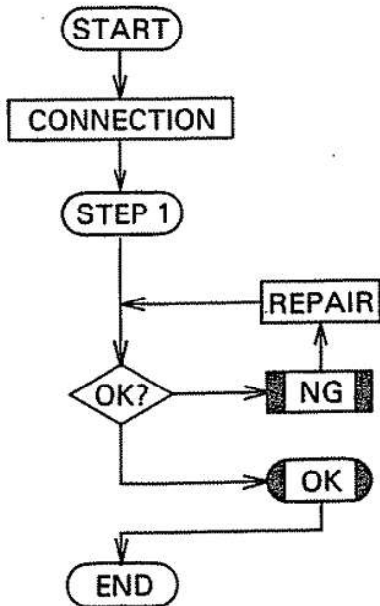 START
CONNECTION
STEP 1
REPAIR
OK?
NG
OK
END